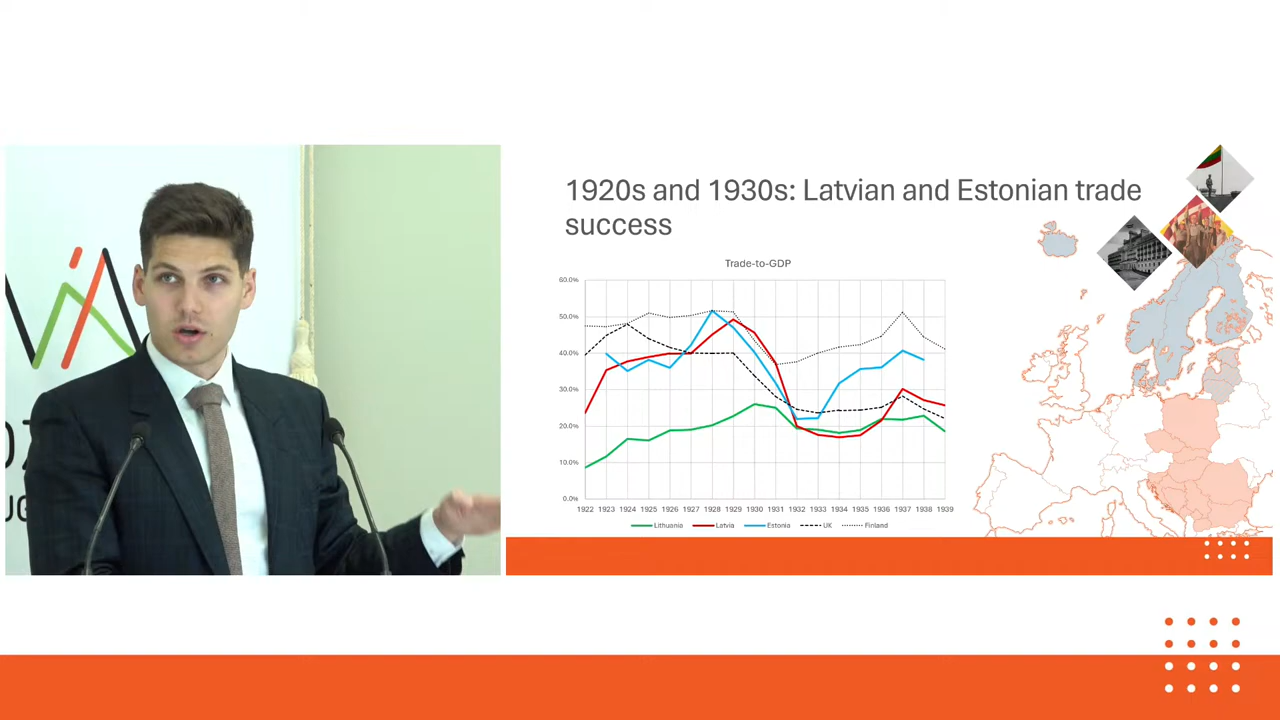 1920s and 1930s: Latvian and Estonian trade
success
Trade-to-GDP
60.0%
50.0%
40.0%
30.0%
20.0%
10.0%
0.0%
1922 1923 1924 1925 1926 1927 1928 1929 1930 1931 1932 1933 1934 1935 1936 1937 1938 1939
Lithuania Latvia Estonia UK Finland